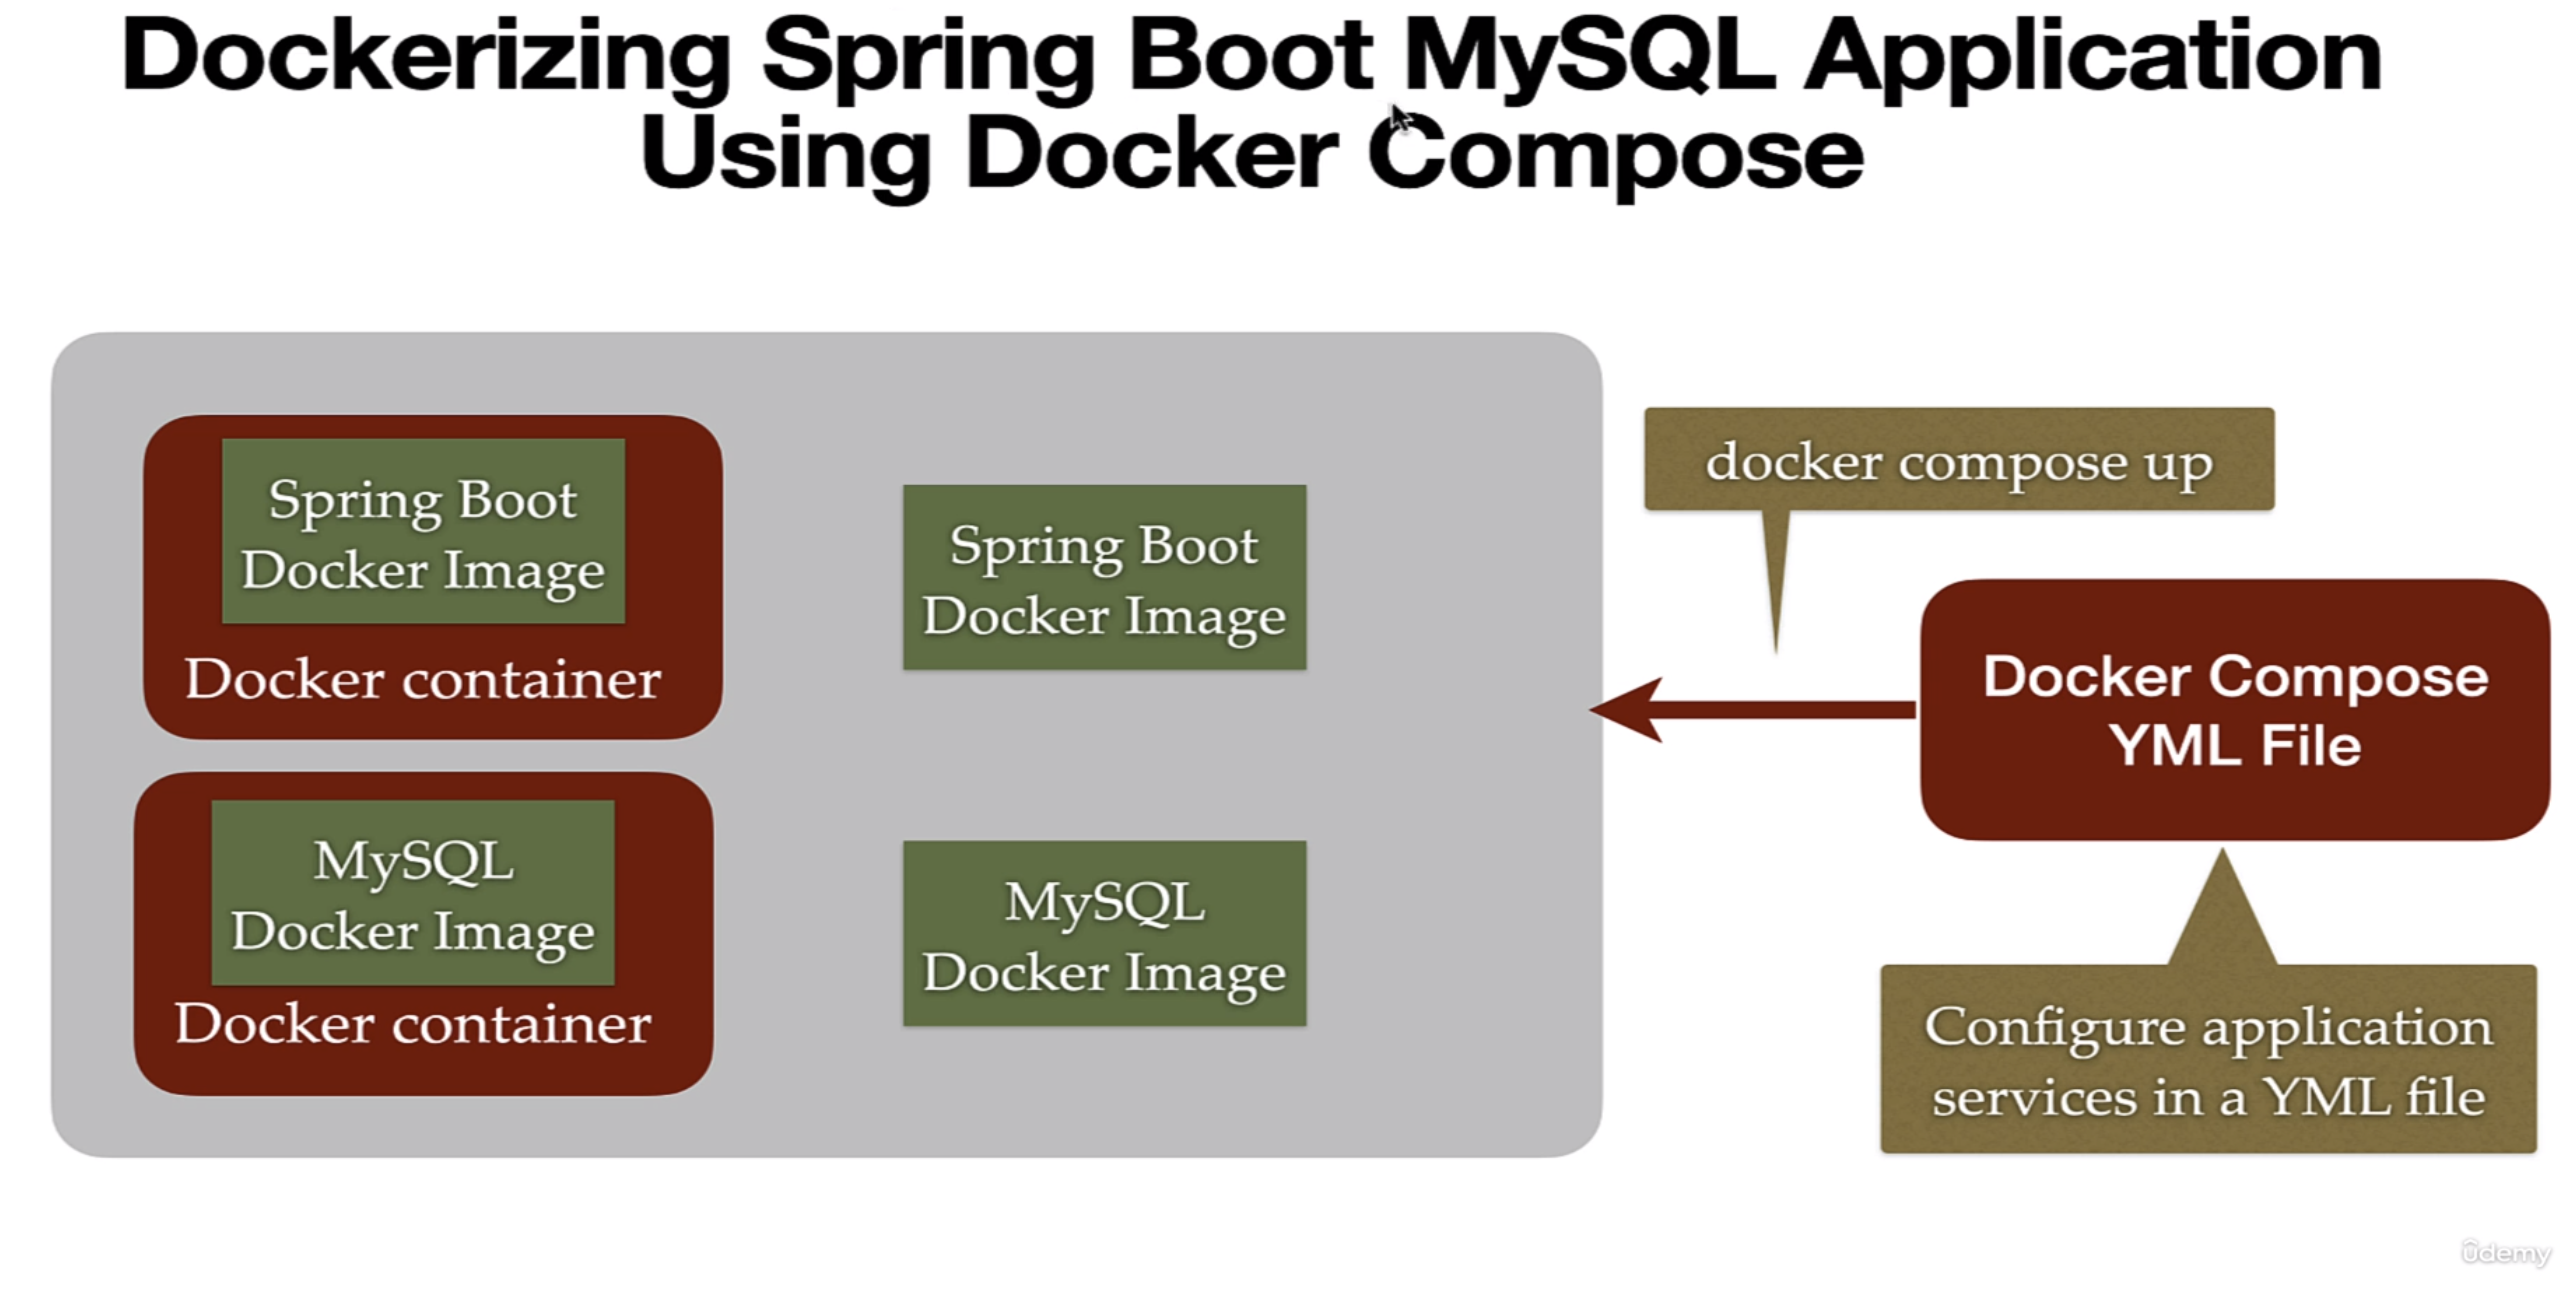 Dockerizing Spring Boot MySQL Application
Using Docker Compose
Spring Boot
Docker Image
Docker container
MySQL
Docker Image
Docker container
Spring Boot
Docker Image
MySQL
Docker Image
docker compose up
Docker Compose
YML File
Configure application
services in a YML file
ûdemy